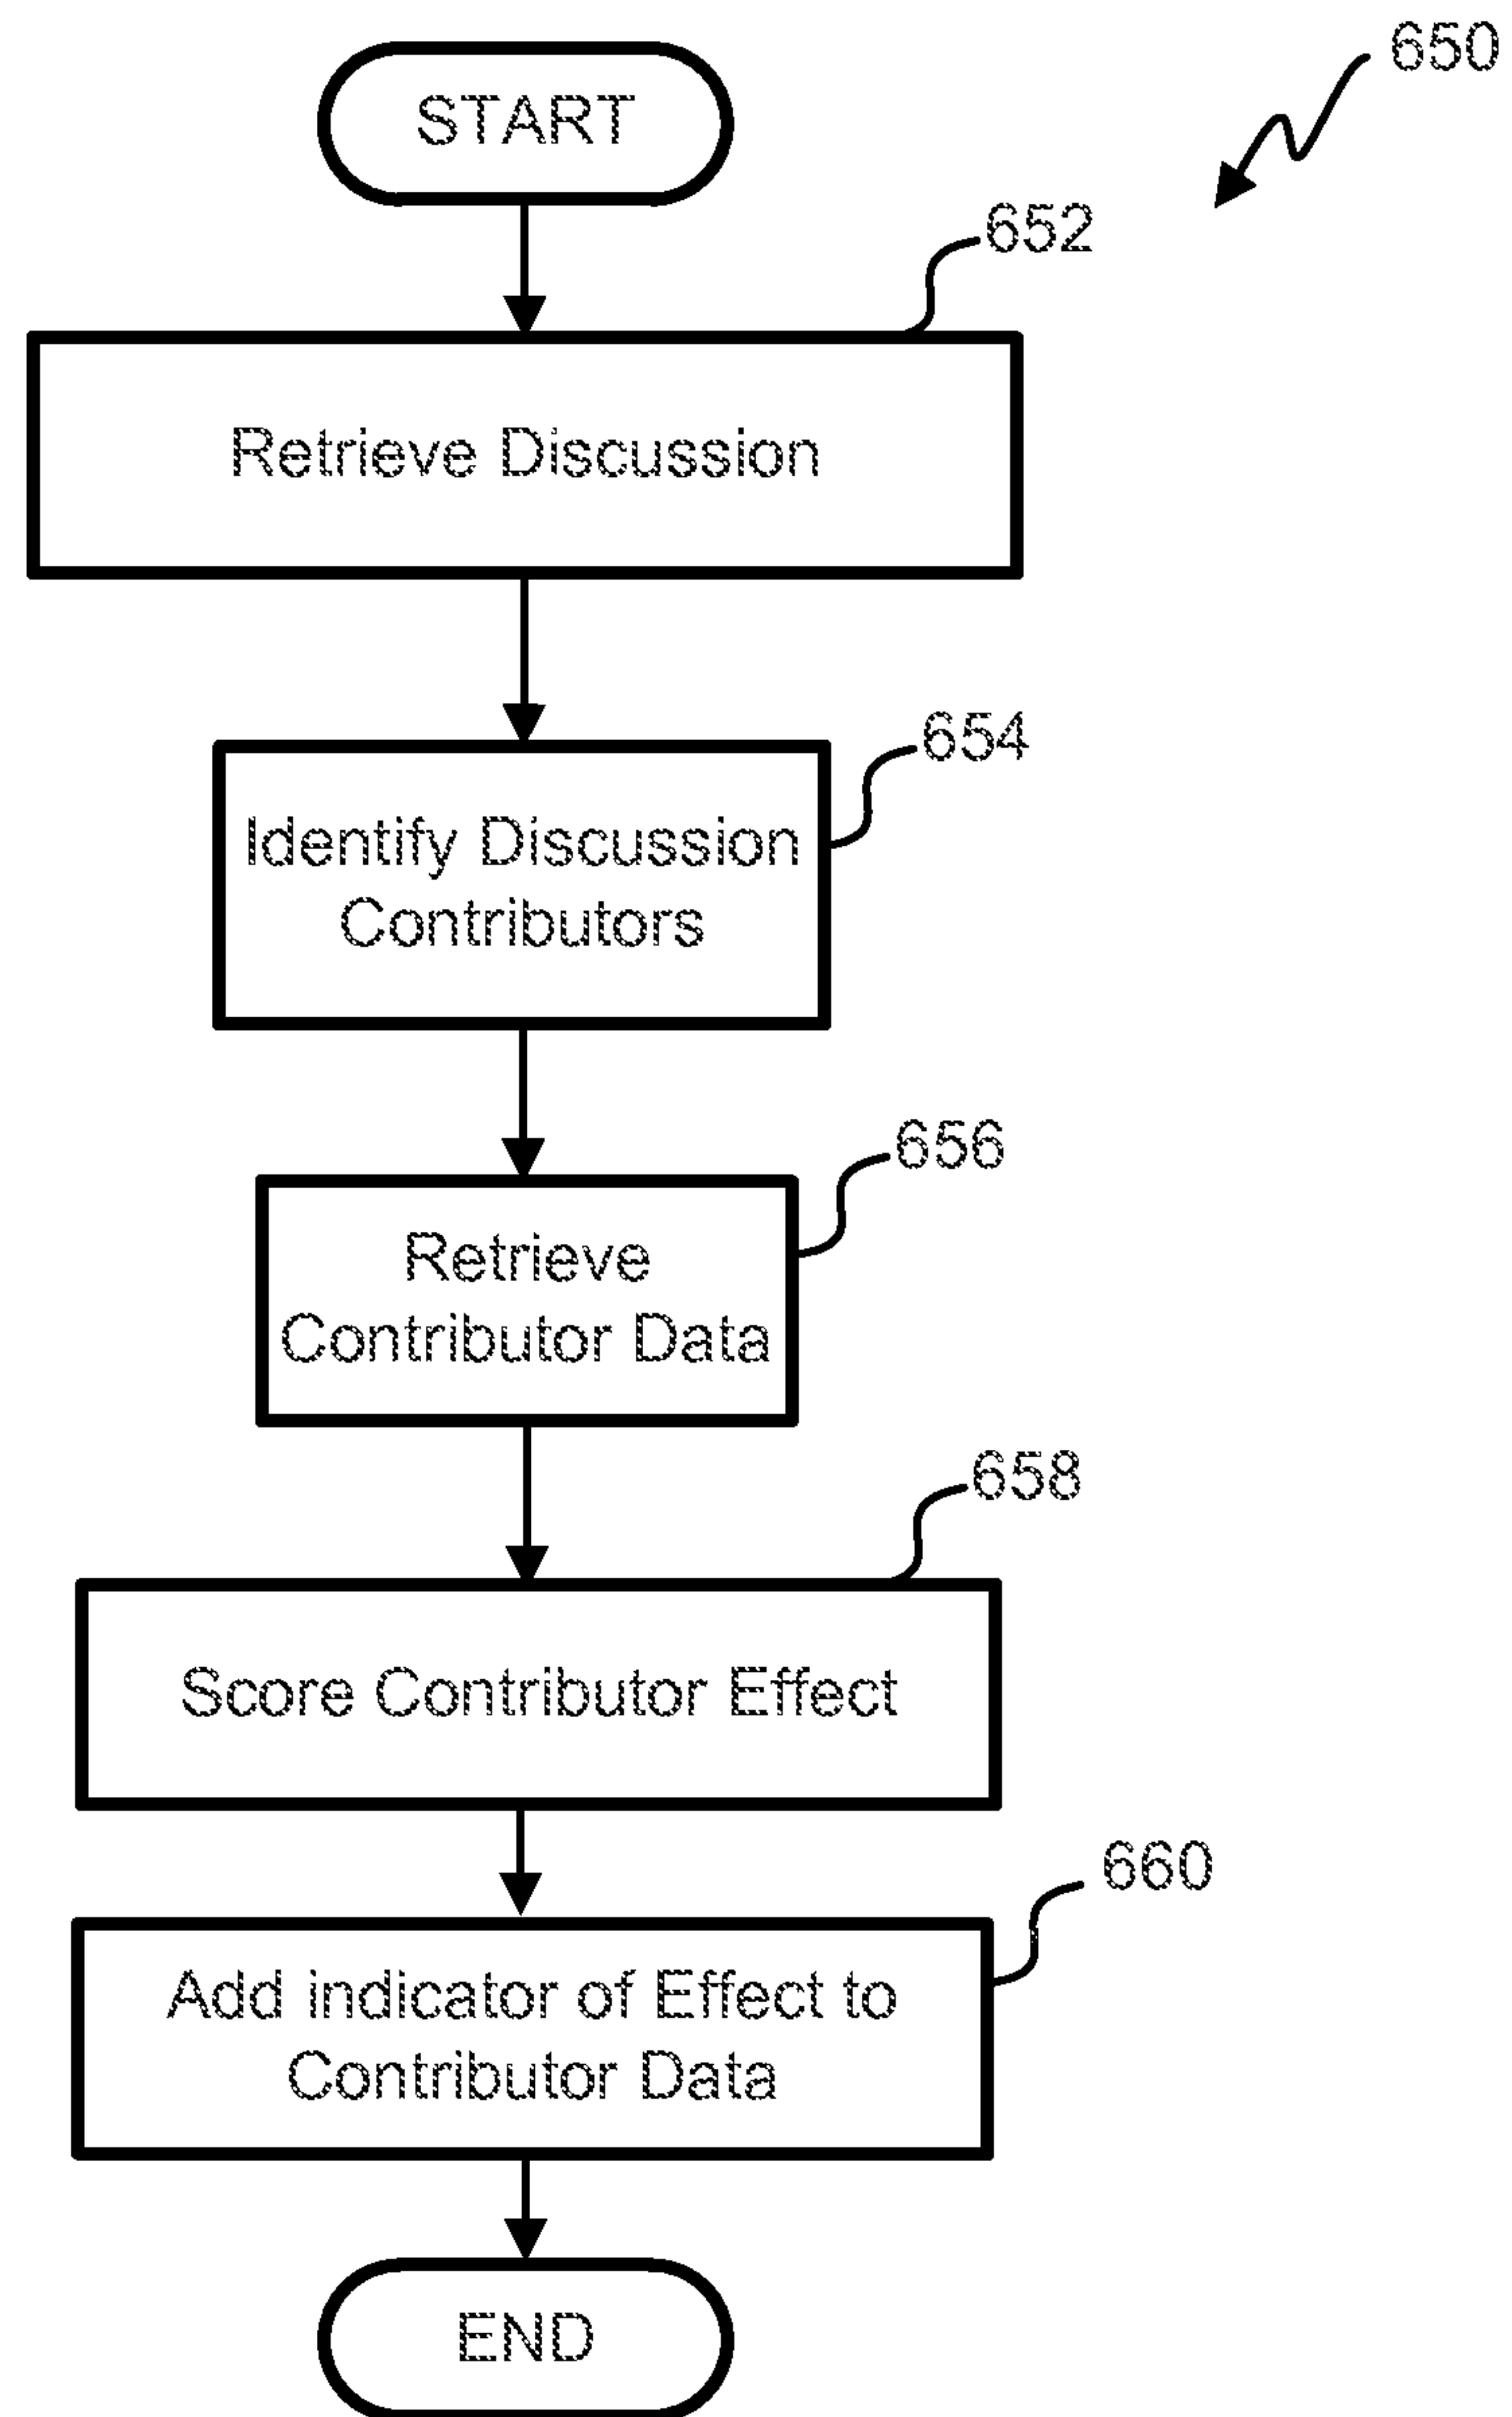 650
START
652
Retrieve Discussion
654
Identify Discussion
Contributors
656
Retrieve
Contributor Data
658
Score Contributor Effect
660
Add indicator of Effect to
Contributor Data
END